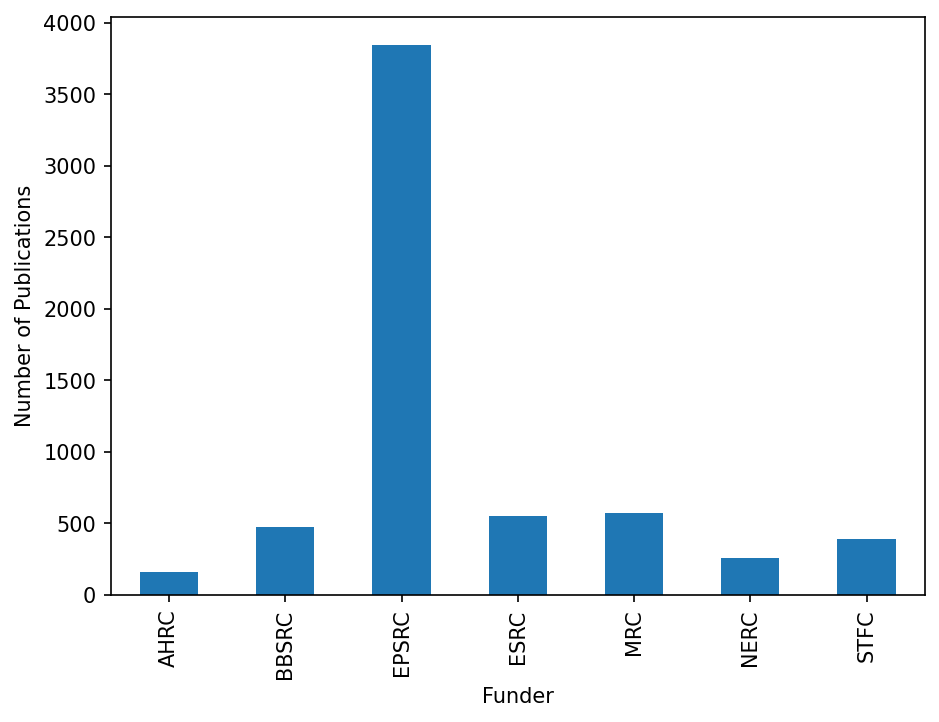 4000
3500
3000
2500
2000
1500
1000
500
0
Number of Publications
AHRC
BBSRC
EPSRC
ESRC
MRC
NERC
STFC
Funder